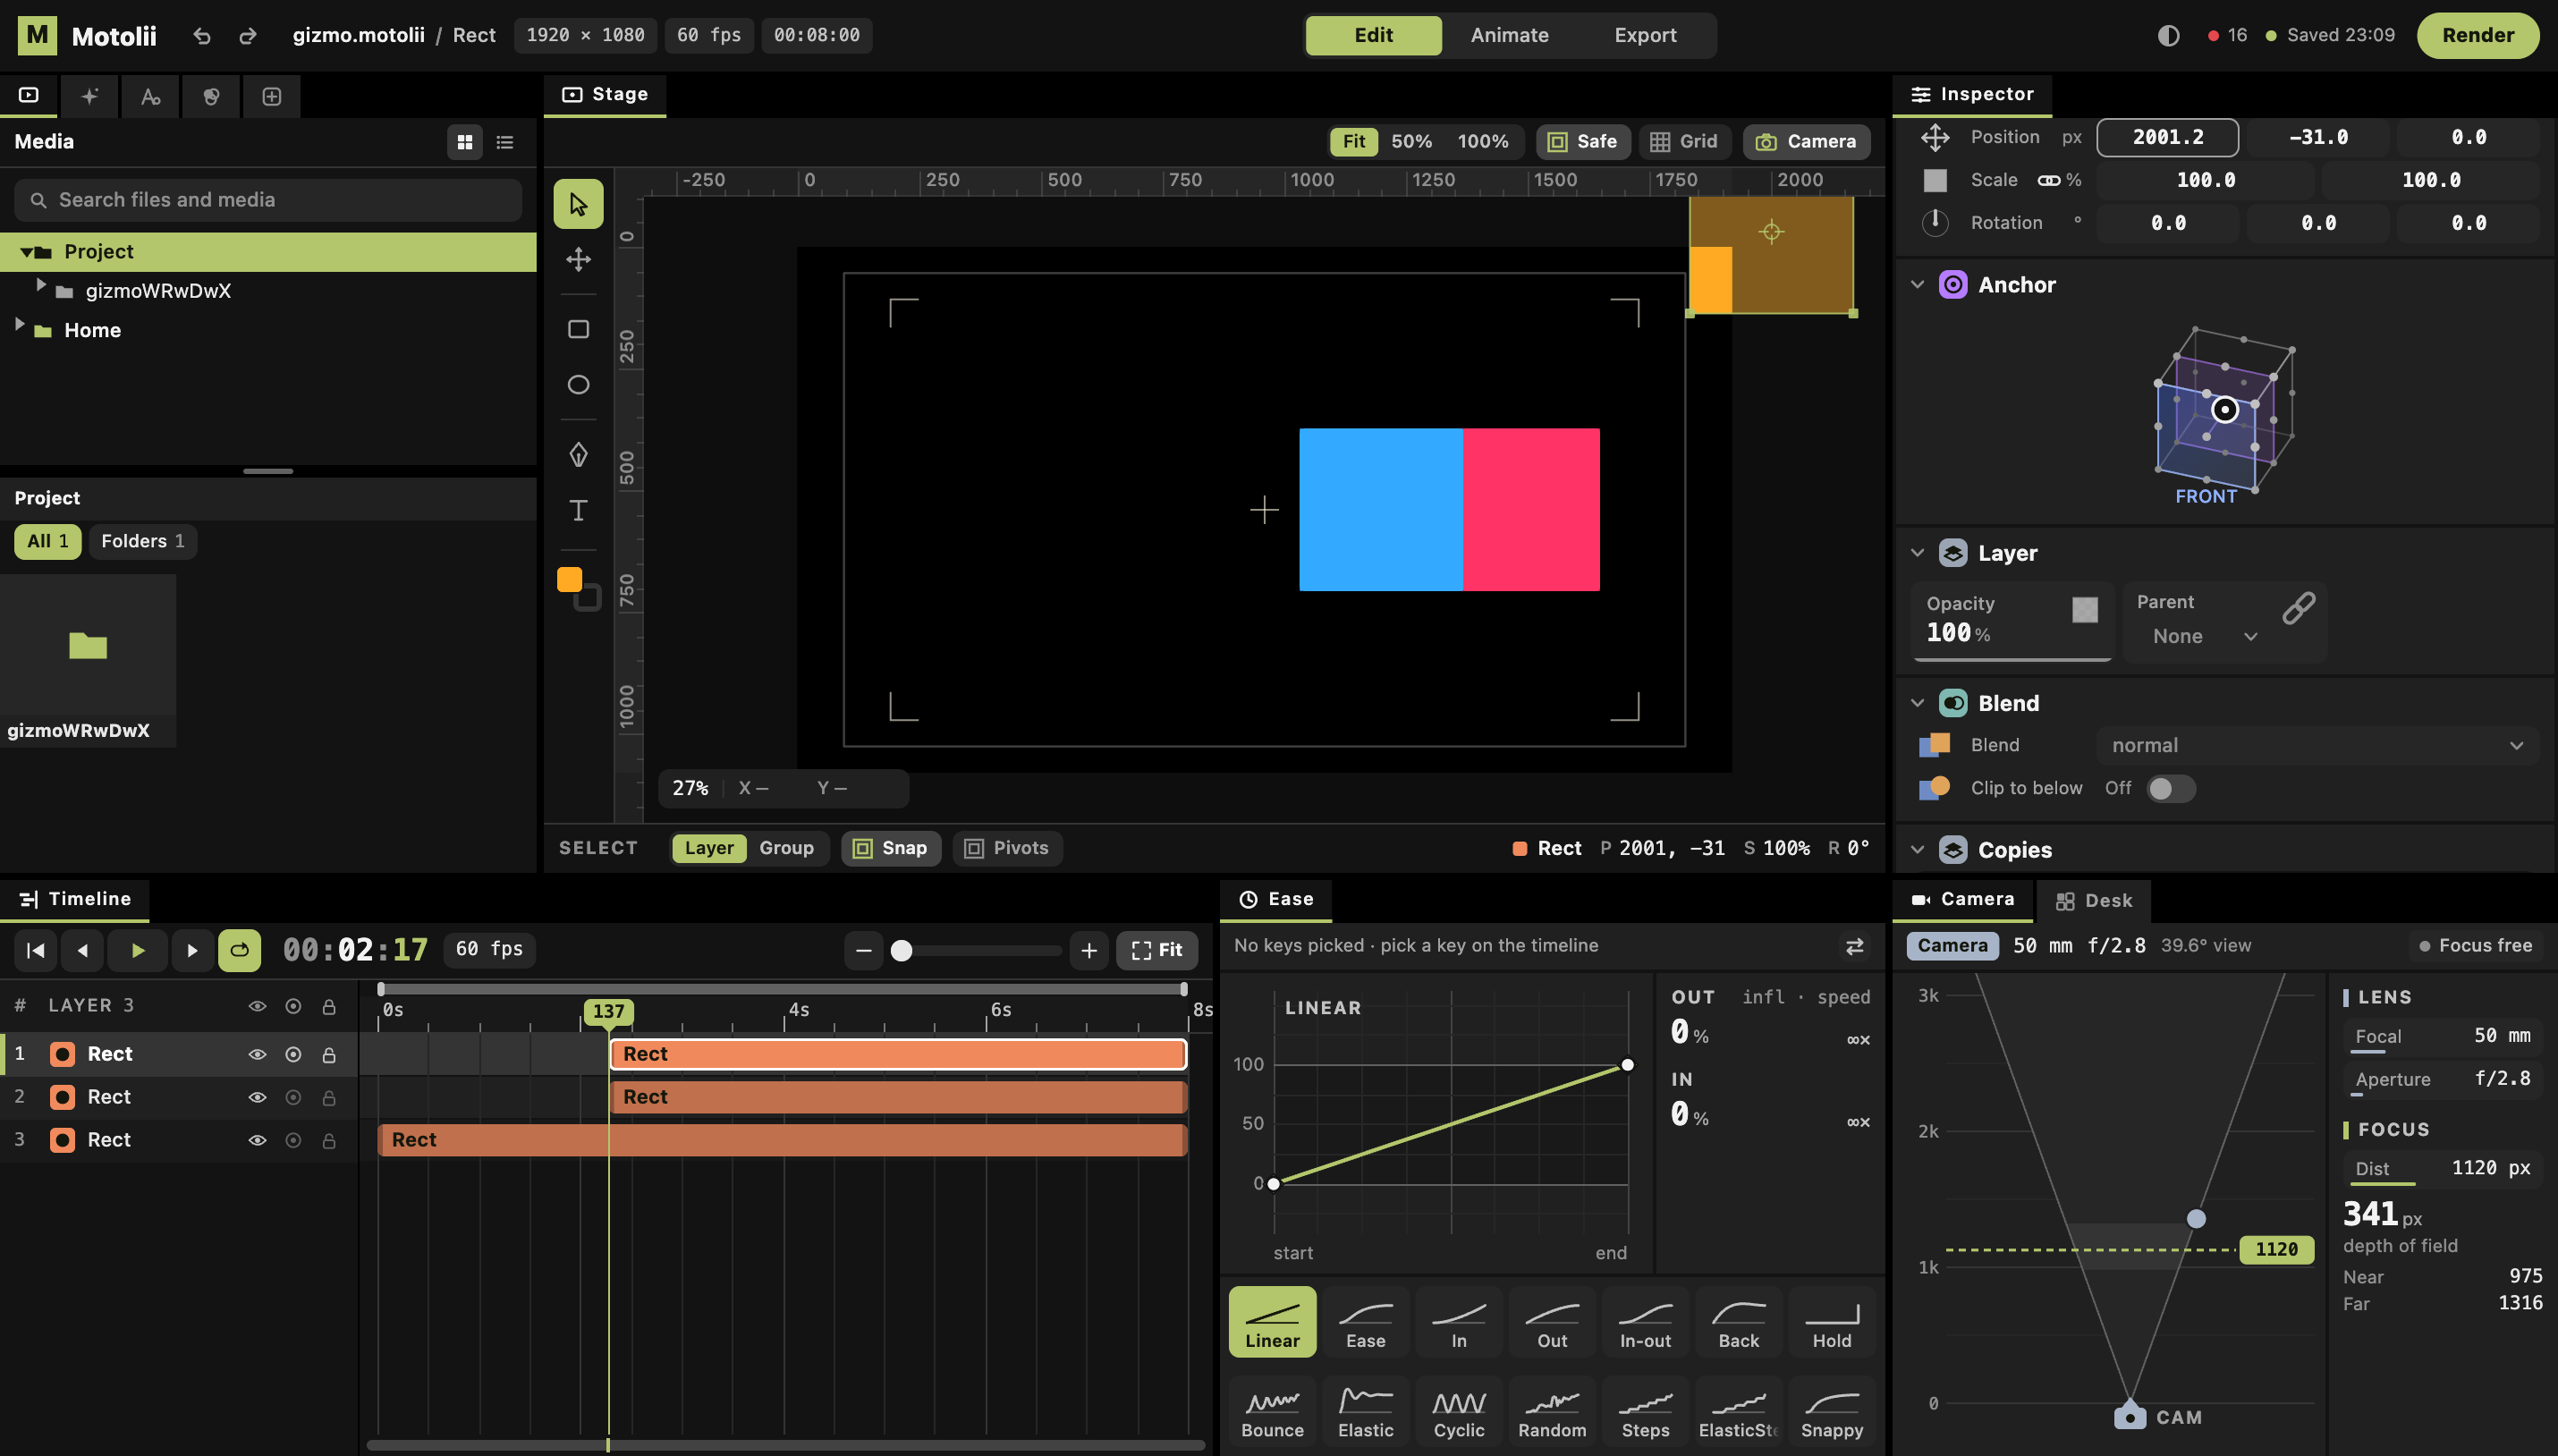 M Motolii gizmo.motolii / Rect 1920 × 1080 60 fps 00:08:00 Edit Animate Export 16 Saved 23:09 Render
Stage
Inspector
Media
Search files and media
Project
gizmoWRwDwX
Home
Project
All 1 Folders 1
gizmoWRwDwX
Fit 50% 100% Safe Grid Camera
-250 0 250 500 750 1000 1250 1500 1750 2000
0
250
500
750
1000
T
27% X – Y –
SELECT Layer Group Snap Pivots Rect P 2001, −31 S 100% R 0°
Position px 2001.2 −31.0 0.0
Scale % 100.0 100.0
Rotation ° 0.0 0.0 0.0
Anchor
FRONT
Layer
Opacity
100 %
Parent
None
Blend
Blend normal
Clip to below Off
Copies
Timeline
00:02:17 60 fps Fit
# LAYER 3
0s 137 4s 6s 8s
1 Rect Rect
2 Rect Rect
3 Rect Rect
Ease
No keys picked · pick a key on the timeline
LINEAR
100
50
0
start end
OUT infl · speed
0 % ∞×
IN
0 % ∞×
Linear Ease In Out In-out Back Hold
Bounce Elastic Cyclic Random Steps ElasticSte Snappy
Camera Desk
Camera 50 mm f/2.8 39.6° view Focus free
3k
2k
1k
0
1120
CAM
LENS
Focal 50 mm
Aperture f/2.8
FOCUS
Dist 1120 px
341 px
depth of field
Near 975
Far 1316